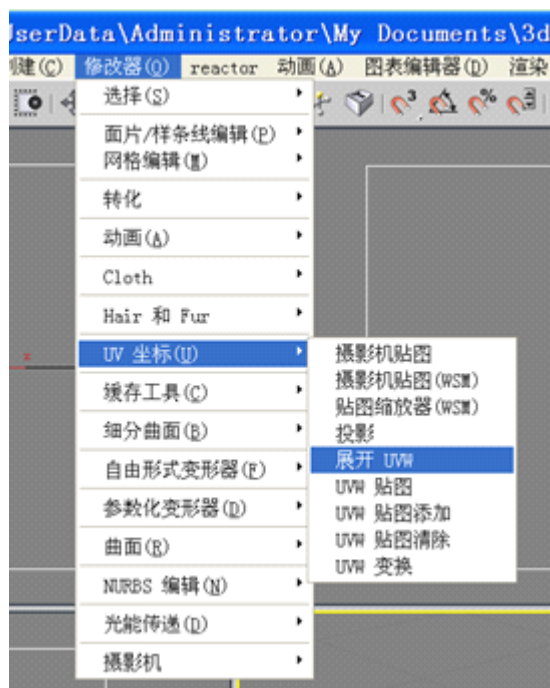 serData\Administrator\My Documents\3d
建(C) 修改器(O) reactor 动画(A) 图表编辑器(D) 渲染
选择(S)
面片/样条线编辑(P)
网格编辑(M)
转化
动画(A)
Cloth
Hair 和 Fur
UV 坐标(U)
缓存工具(C)
细分曲面(B)
自由形式变形器(F)
参数化变形器(D)
曲面(R)
NURBS 编辑(N)
光能传递(D)
摄影机
摄影机贴图
摄影机贴图(WSM)
贴图缩放器(WSM)
投影
展开 UVW
UVW 贴图
UVW 贴图添加
UVW 贴图清除
UVW 变换
x